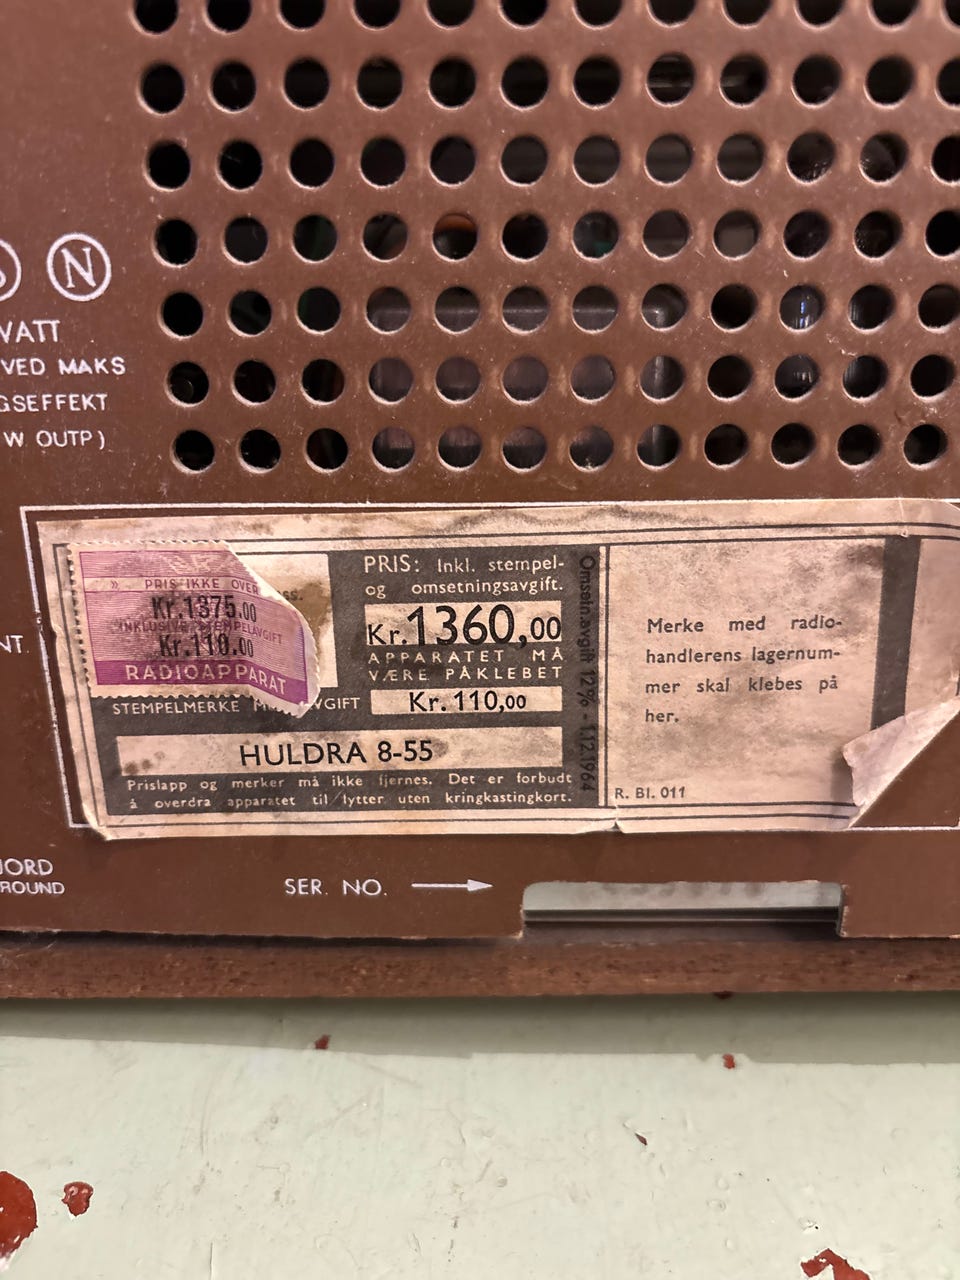 N
WATT
VED MAKS
GSEFFEKT
W OUTP)
PRIS IKKE OVER
Kr.1375.00
INKLUSIVE STEMPELAVGIFT
Kr.110.00
RADIOAPPARAT
STEMPELMERKE
VGIFT
PRIS: Inkl. stempel-
og omsetningsavgift.
Kr.1360,00
APPARATET MÅ
VÆRE PÅKLEBET
Kr. 110,00
HULDRA 8-55
Prislapp og merker må ikke fjernes. Det er forbudt
å overdra apparatet til lytter uten kringkastingkort.
Omsetn.avgift 12% - 1.12.1964
Merke med radio-
handlerens lagernum-
mer skal klebes på
her.
R. Bl. 011
NT.
JORD
ROUND
SER. NO.